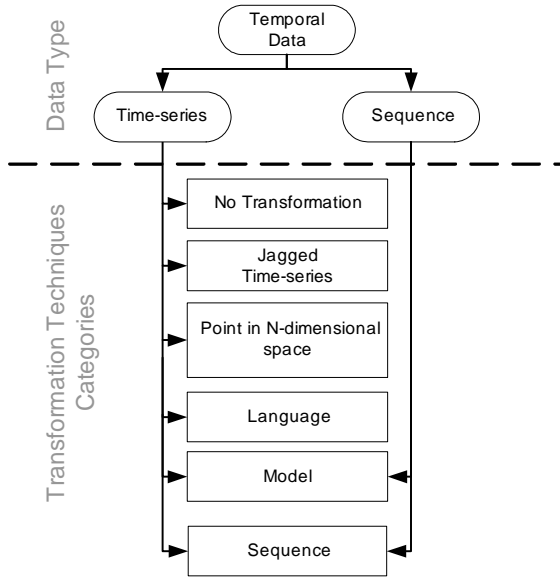 Data Type
Temporal
Data
Time-series
Sequence
Transformation Techniques
Categories
No Transformation
Jagged
Time-series
Point in N-dimensional
space
Language
Model
Sequence